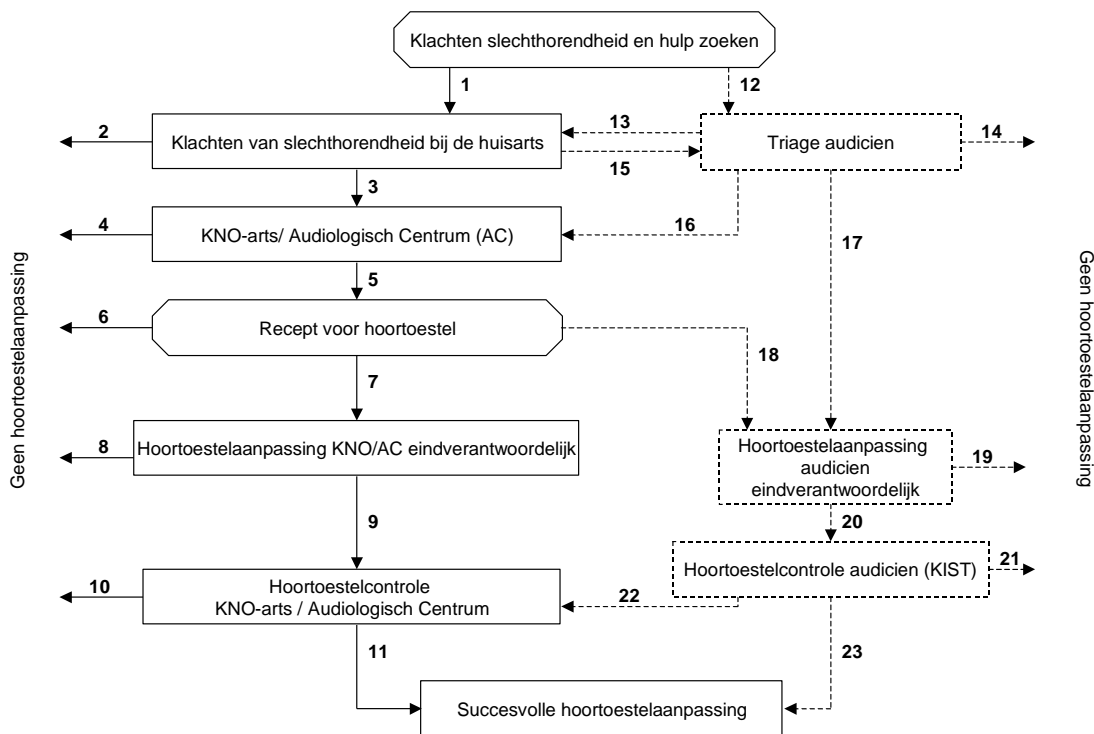 Klachten slechthorendheid en hulp zoeken
1
12
2
Klachten van slechthorendheid bij de huisarts
13
15
Triage audicien
14
3
4
KNO-arts/ Audiologisch Centrum (AC)
16
17
5
6
Recept voor hoortoestel
18
7
Geen hoortoestelaanpassing
Geen hoortoestelaanpassing
8
Hoortoestelaanpassing KNO/AC eindverantwoordelijk
Hoortoestelaanpassing
audicien
eindverantwoordelijk
19
9
20
10
Hoortoestelcontrole
KNO-arts / Audiologisch Centrum
22
Hoortoestelcontrole audicien (KIST)
21
11
23
Succesvolle hoortoestelaanpassing